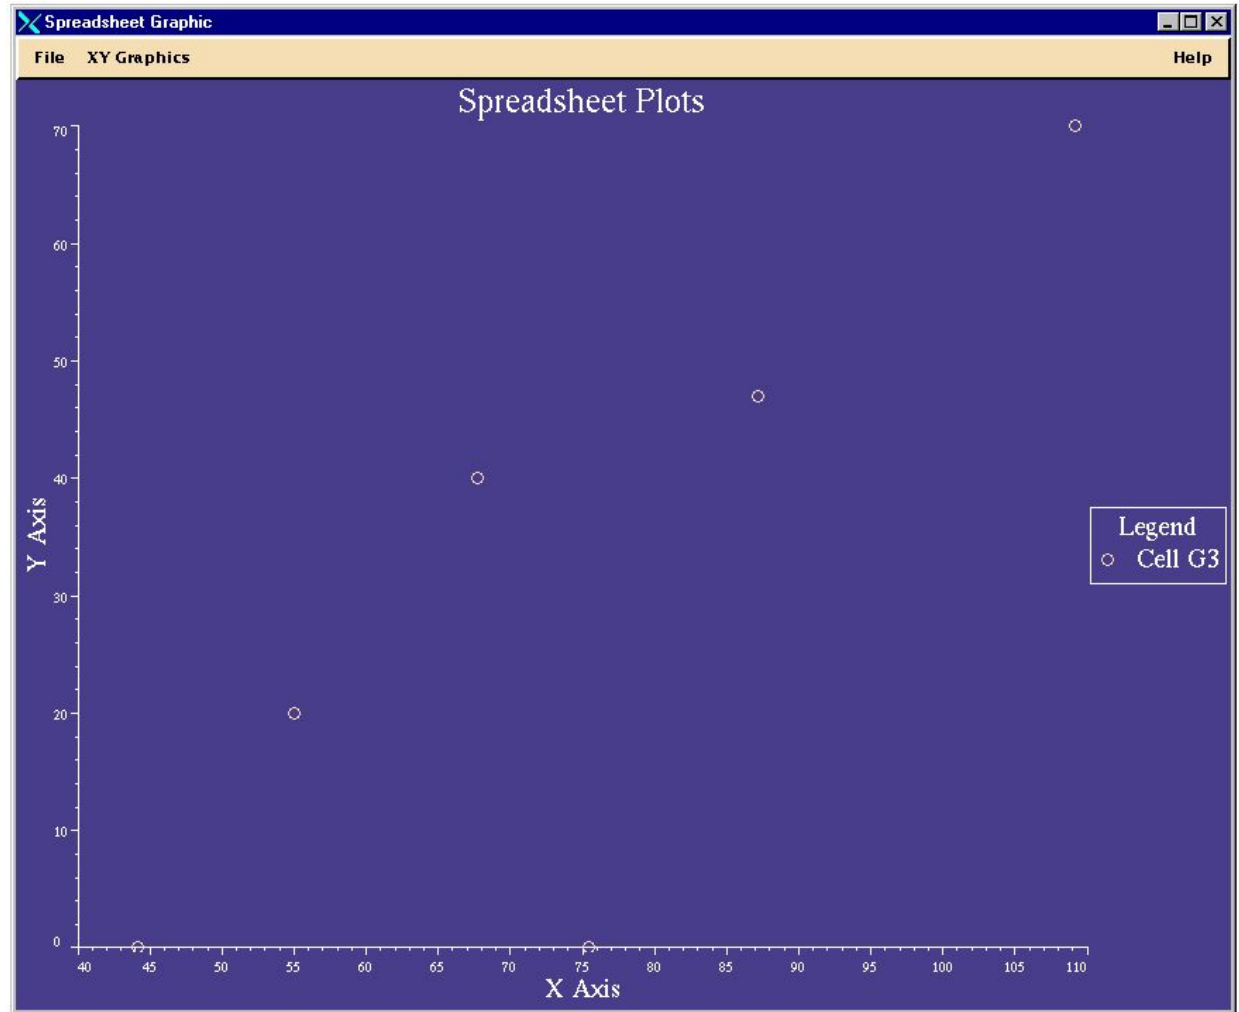 Spreadsheet Graphic
File XY Graphics Help
Spreadsheet Plots
70
60
50
40
30
20
10
0
Y Axis
40 45 50 55 60 65 70 75 80 85 90 95 100 105 110
X Axis
Legend
Cell G3